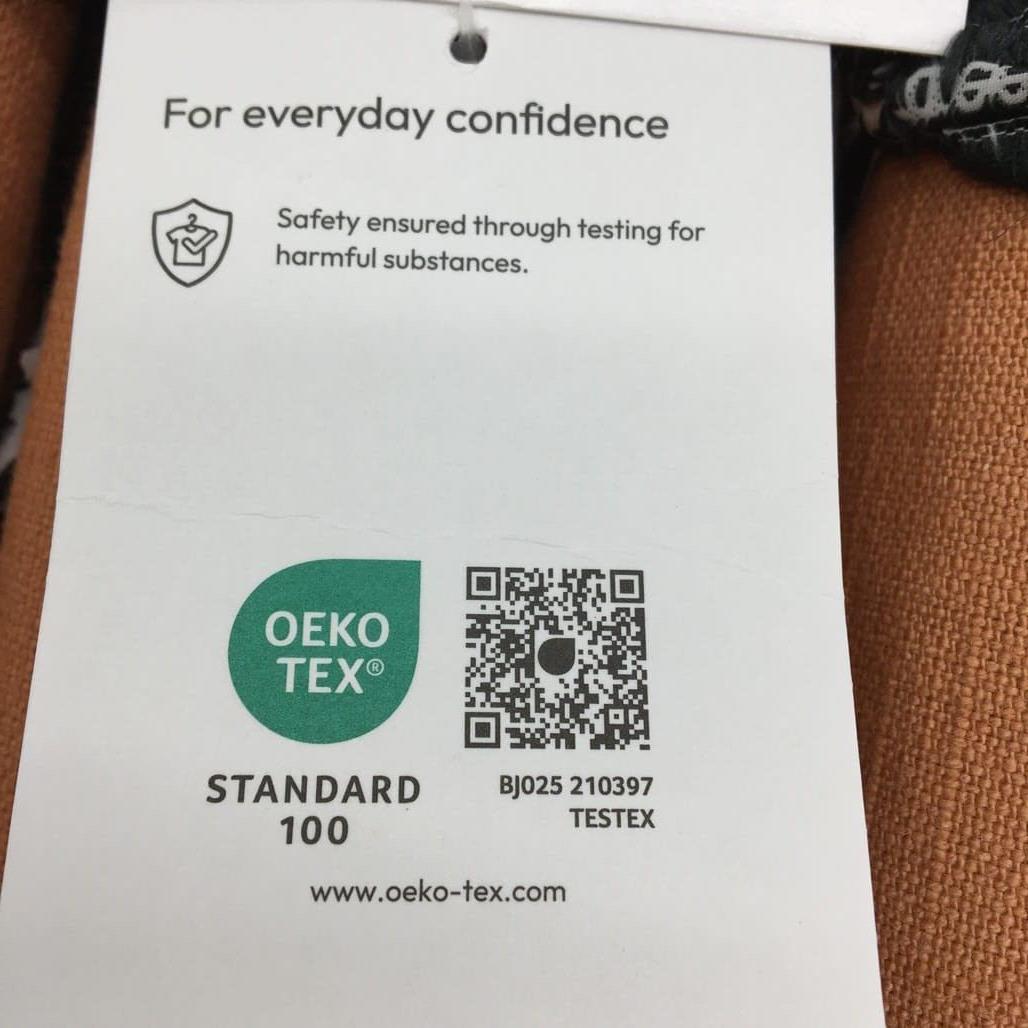 For everyday confidence
Safety ensured through testing for
harmful substances.
OEKO
TEX®
STANDARD
100
BJ025 210397
TESTEX
www.oeko-tex.com